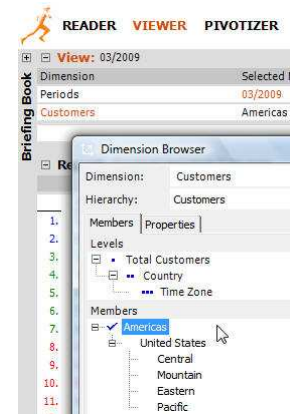 READER VIEWER PIVOTIZER
View: 03/2009
Dimension Selected
Periods 03/2009
Customers Americas
Briefing Book
Dimension Browser
Re
Dimension: Customers
Hierarchy: Customers
Members Properties
Levels
Total Customers
Country
Time Zone
Members
Americas
United States
Central
Mountain
Eastern
Pacific
1.
2.
3.
4.
5.
6.
7.
8.
9.
10.
11.